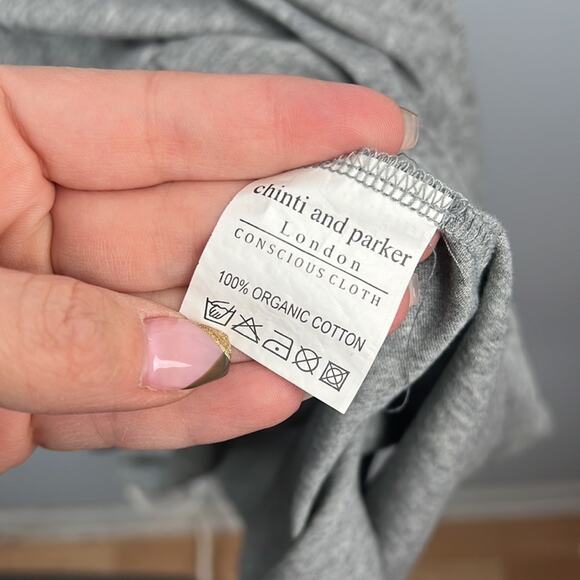 chinti and parker
London
CONSCIOUS CLOTH
100% ORGANIC COTTON